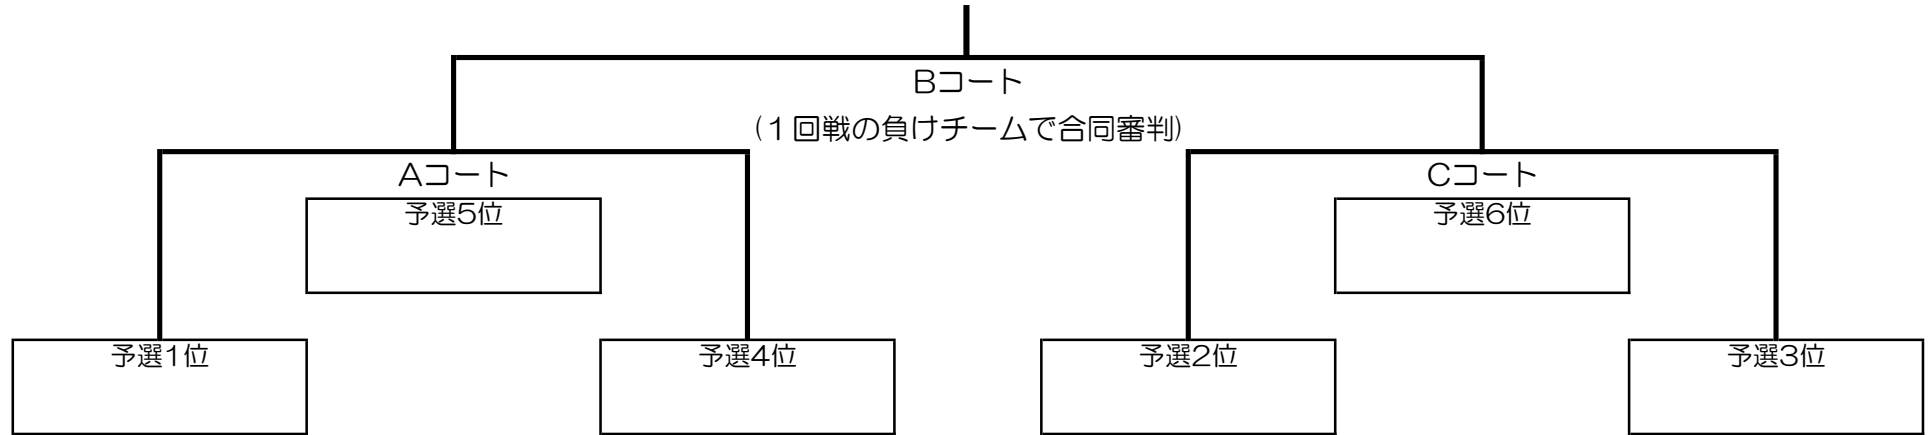 Bコート
(１回戦の負けチームで合同審判)
Aコート
Cコート
予選5位
予選6位
予選1位
予選4位
予選2位
予選3位